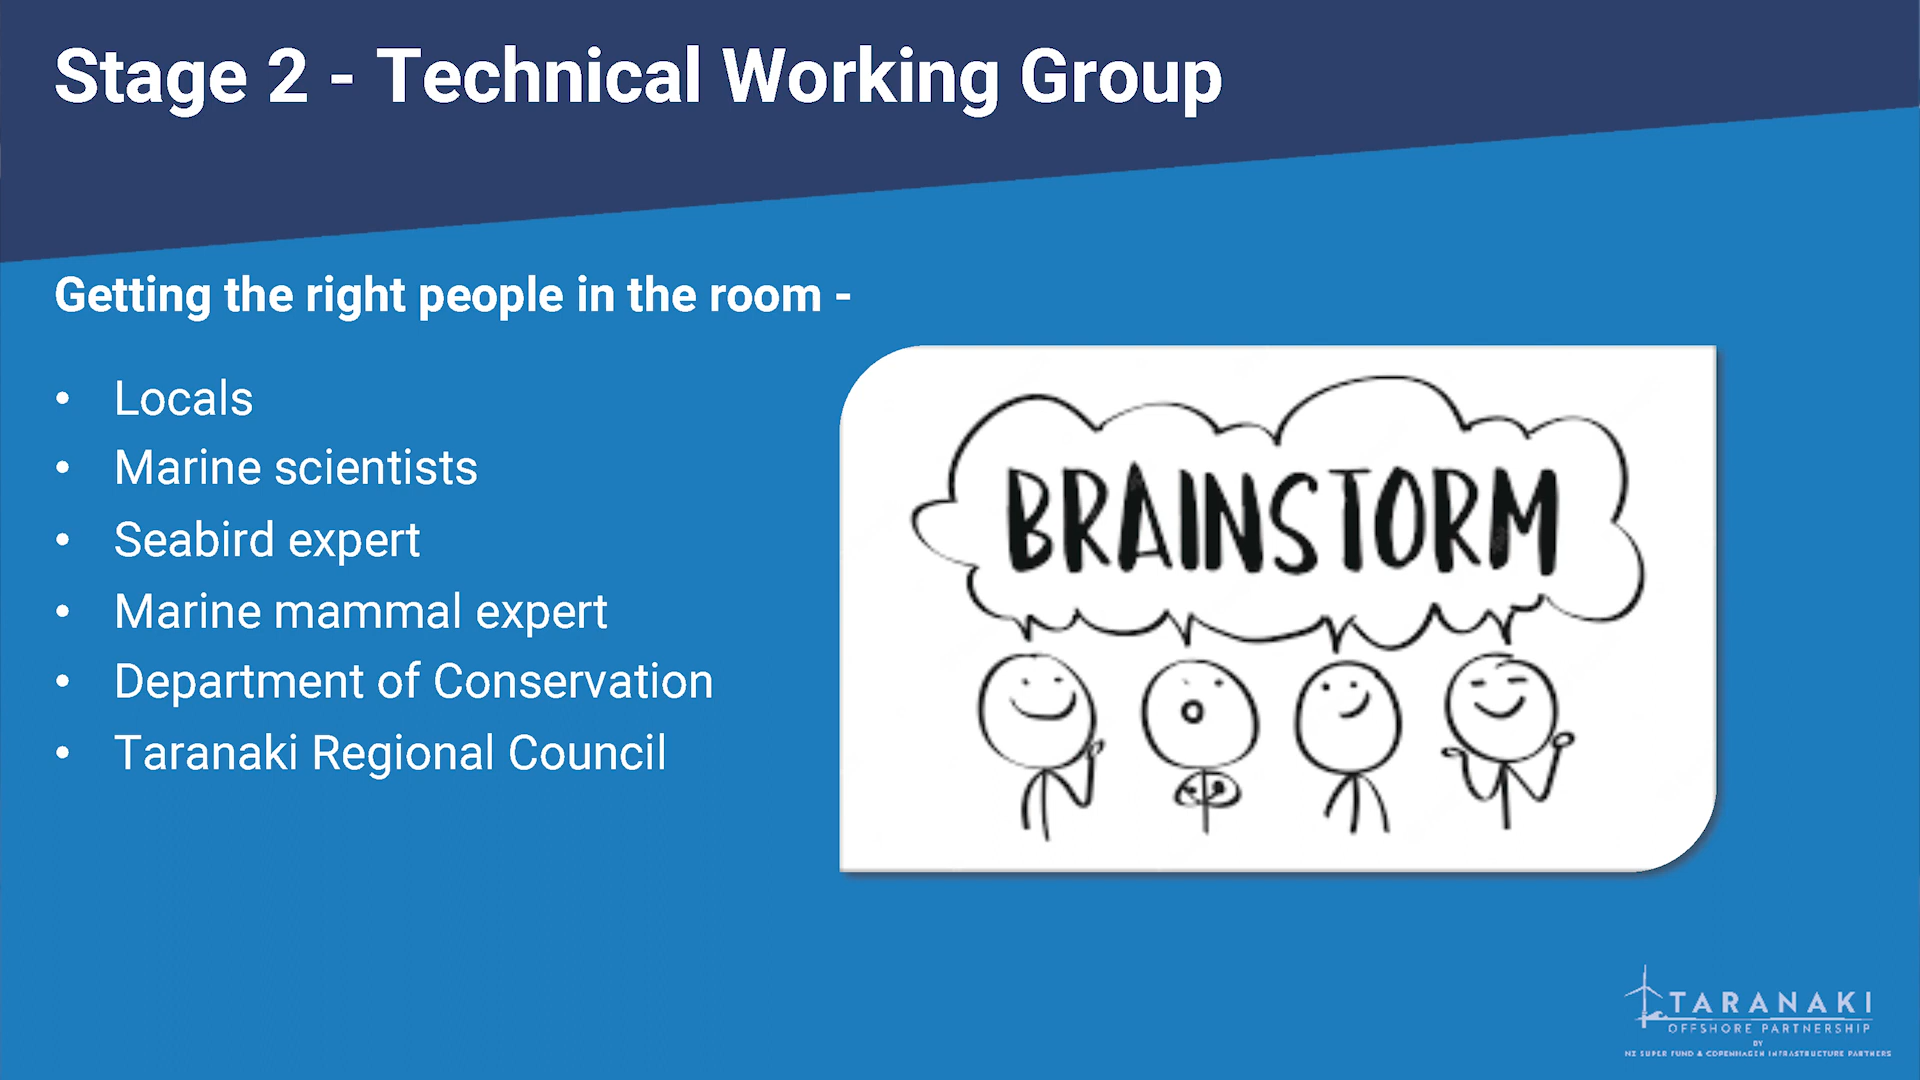 Stage 2 - Technical Working Group
Getting the right people in the room -
• Locals
• Marine scientists
• Seabird expert
• Marine mammal expert
• Department of Conservation
• Taranaki Regional Council
BRAINSTORM
TARANAKI
OFFSHORE PARTNERSHIP
BY
NZ SUPER FUND & COPENHAGEN INFRASTRUCTURE PARTNERS